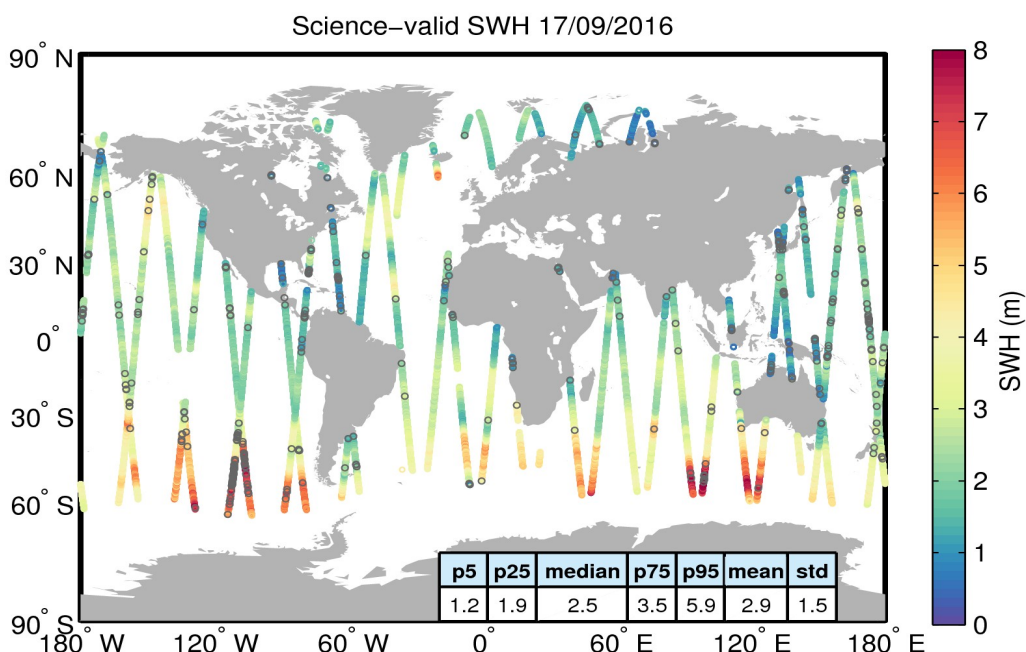 Science−valid SWH 17/09/2016
90° N
60° N
30° N
0°
30° S
60° S
90° S
180° W
120° W
60° W
0°
60° E
120° E
180° E
p5 p25 median p75 p95 mean std
1.2 1.9 2.5 3.5 5.9 2.9 1.5
8
7
6
5
4
3
2
1
0
SWH (m)